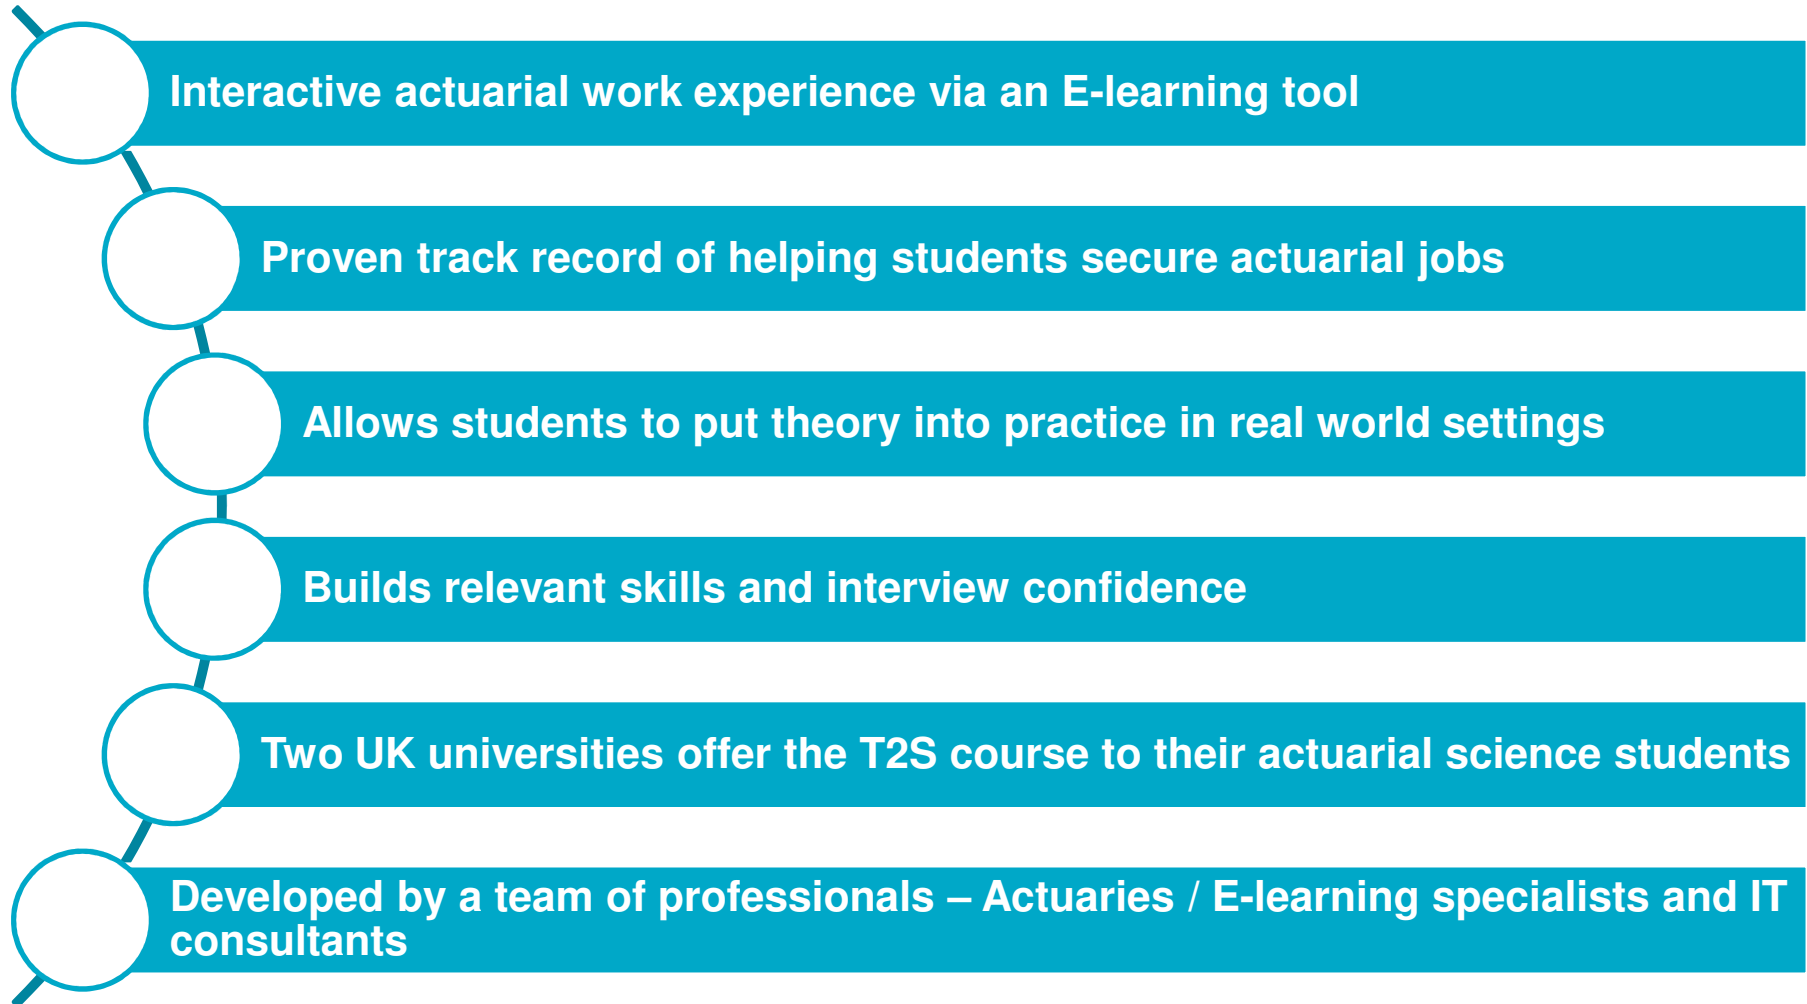 Interactive actuarial work experience via an E-learning tool
Proven track record of helping students secure actuarial jobs
Allows students to put theory into practice in real world settings
Builds relevant skills and interview confidence
Two UK universities offer the T2S course to their actuarial science students
Developed by a team of professionals – Actuaries / E-learning specialists and IT
consultants